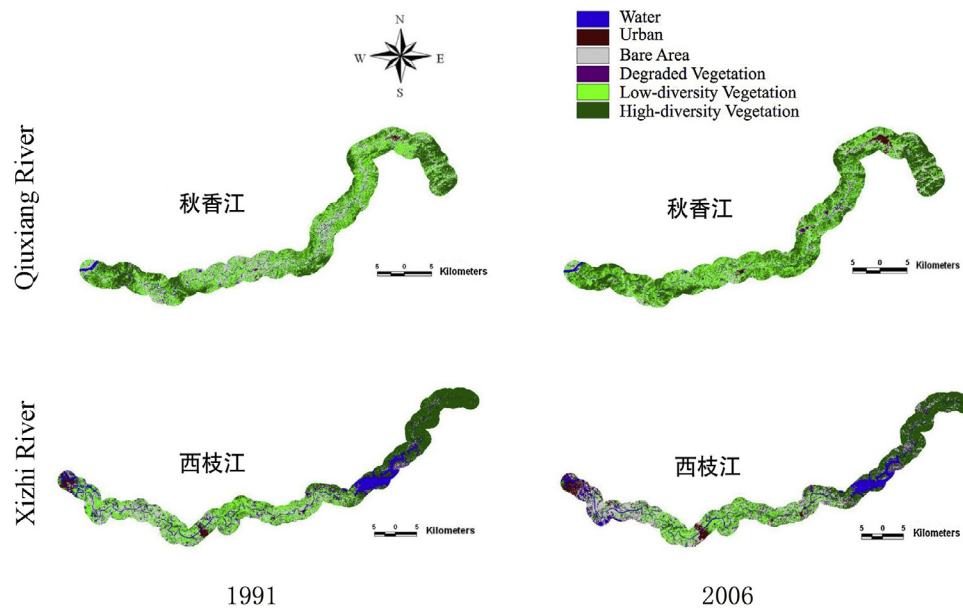 N
W E
S
Water
Urban
Bare Area
Degraded Vegetation
Low-diversity Vegetation
High-diversity Vegetation
Qiuxiang River
秋香江
5 0 5 Kilometers
秋香江
5 0 5 Kilometers
Xizhi River
西枝江
5 0 5 Kilometers
西枝江
5 0 5 Kilometers
1991
2006